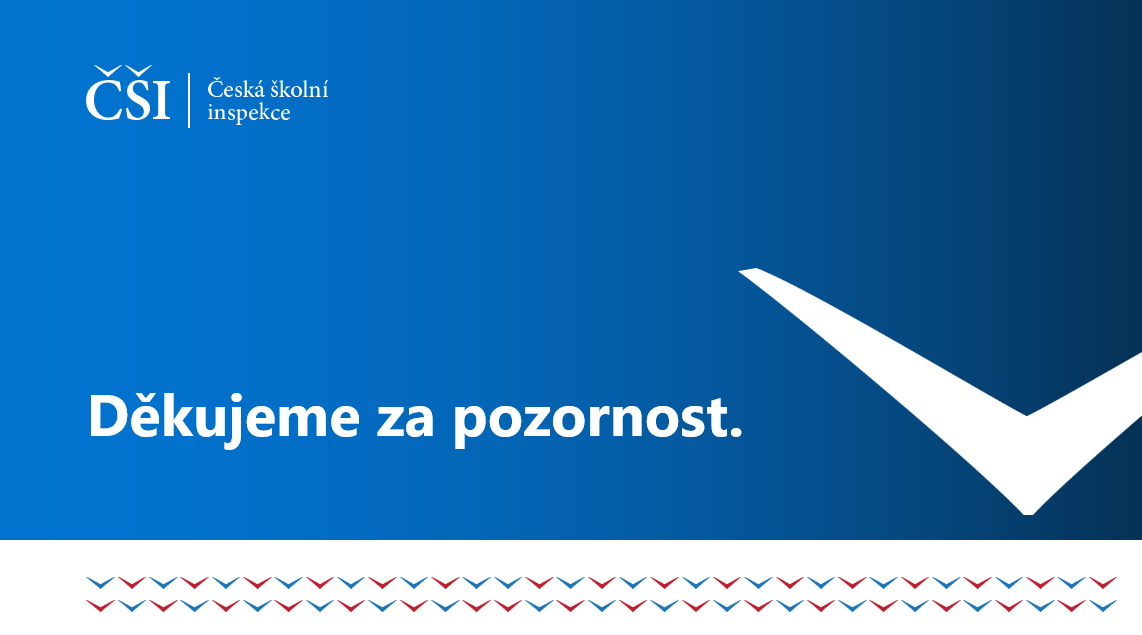 ČŠI
Česká školní
inspekce
Děkujeme za pozornost.